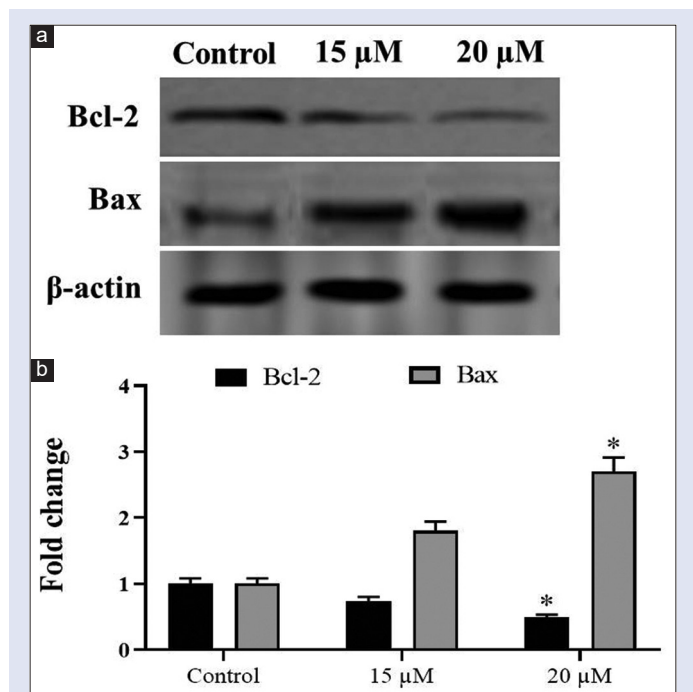 a
Control 15 µM 20 µM
Bcl-2
Bax
β-actin
b
Bcl-2 Bax
4
3
2
1
0
Fold change
*
*
Control 15 µM 20 µM